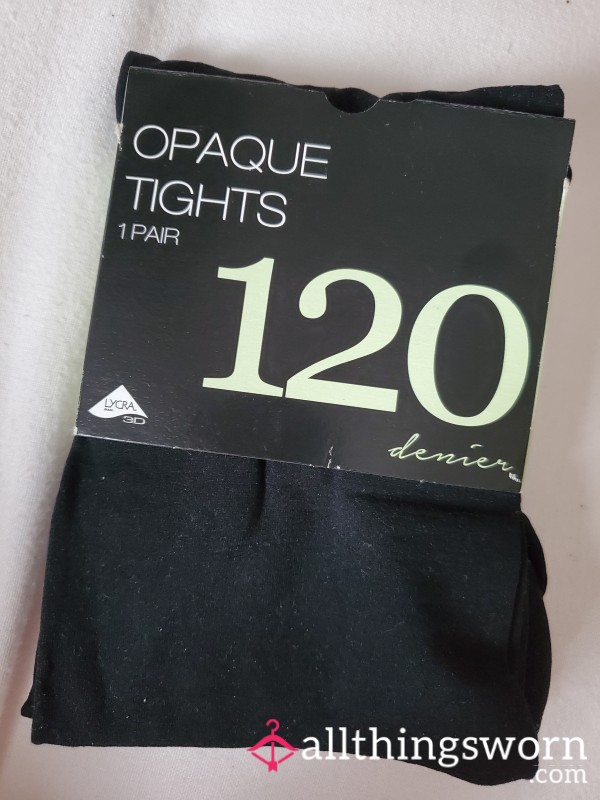 OPAQUE
TIGHTS
1 PAIR
120
denier
LYCRA
3D
allthingsworn
.com